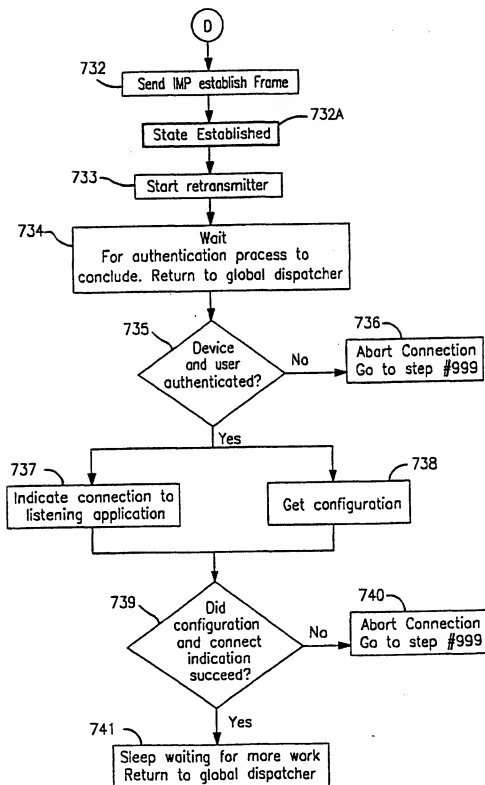 D
732
Send IMP establish Frame
732A
State Established
733
Start retransmitter
734
Wait
For authentication process to
conclude. Return to global dispatcher
735
Device
and user
authenticated?
No
736
Abort Connection
Go to step #999
Yes
737
Indicate connection to
listening application
738
Get configuration
739
Did
configuration
and connect
indication
succeed?
No
740
Abort Connection
Go to step #999
Yes
741
Sleep waiting for more work
Return to global dispatcher